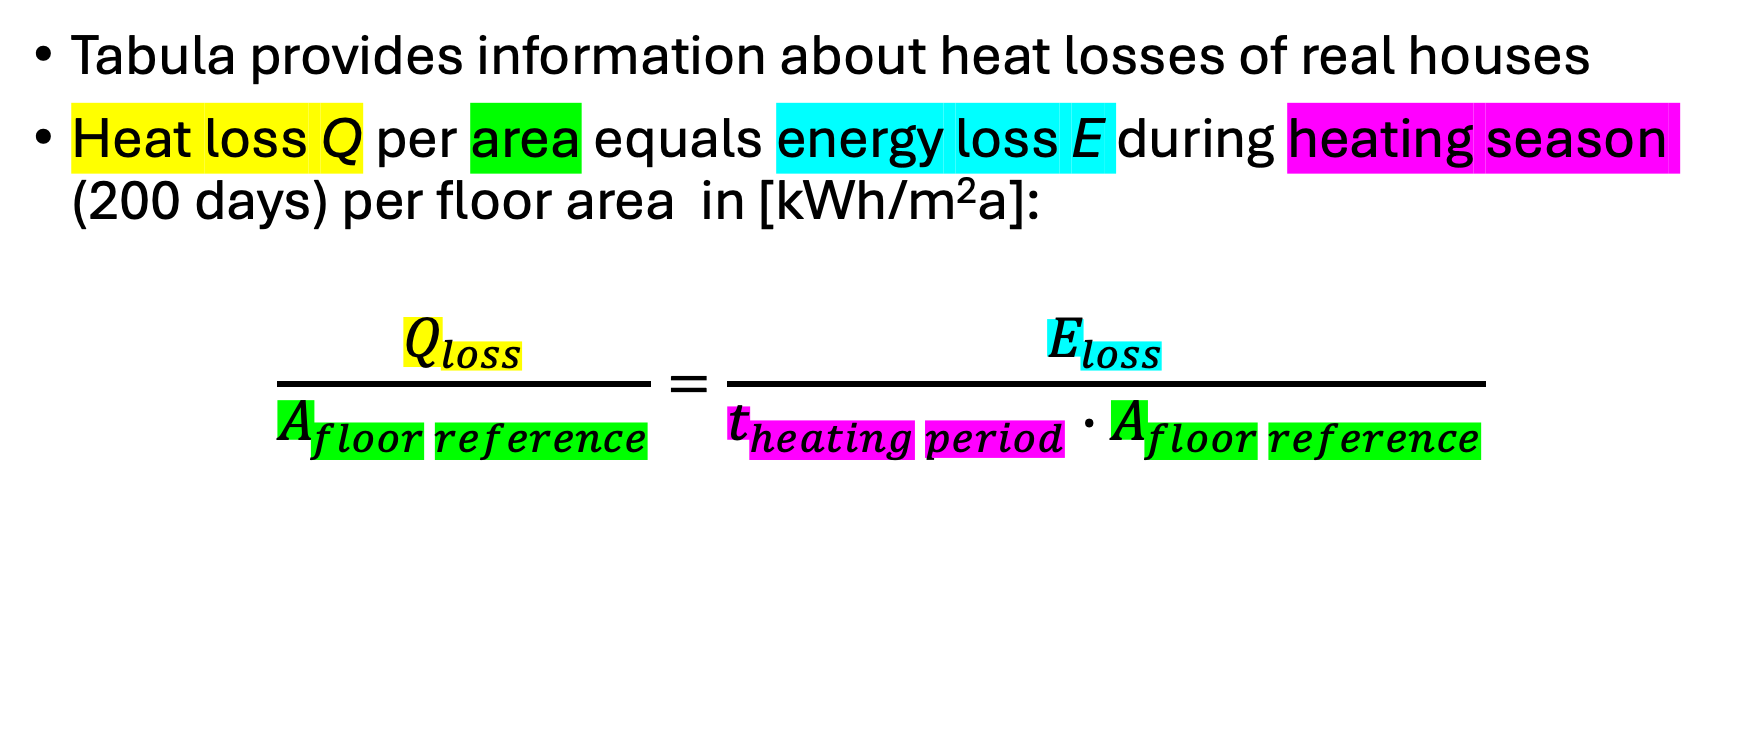 • Tabula provides information about heat losses of real houses
• Heat loss Q per area equals energy loss E during heating season
(200 days) per floor area in [kWh/m²a]:
Q_loss / A_floor reference = E_loss / (t_heating period · A_floor reference)